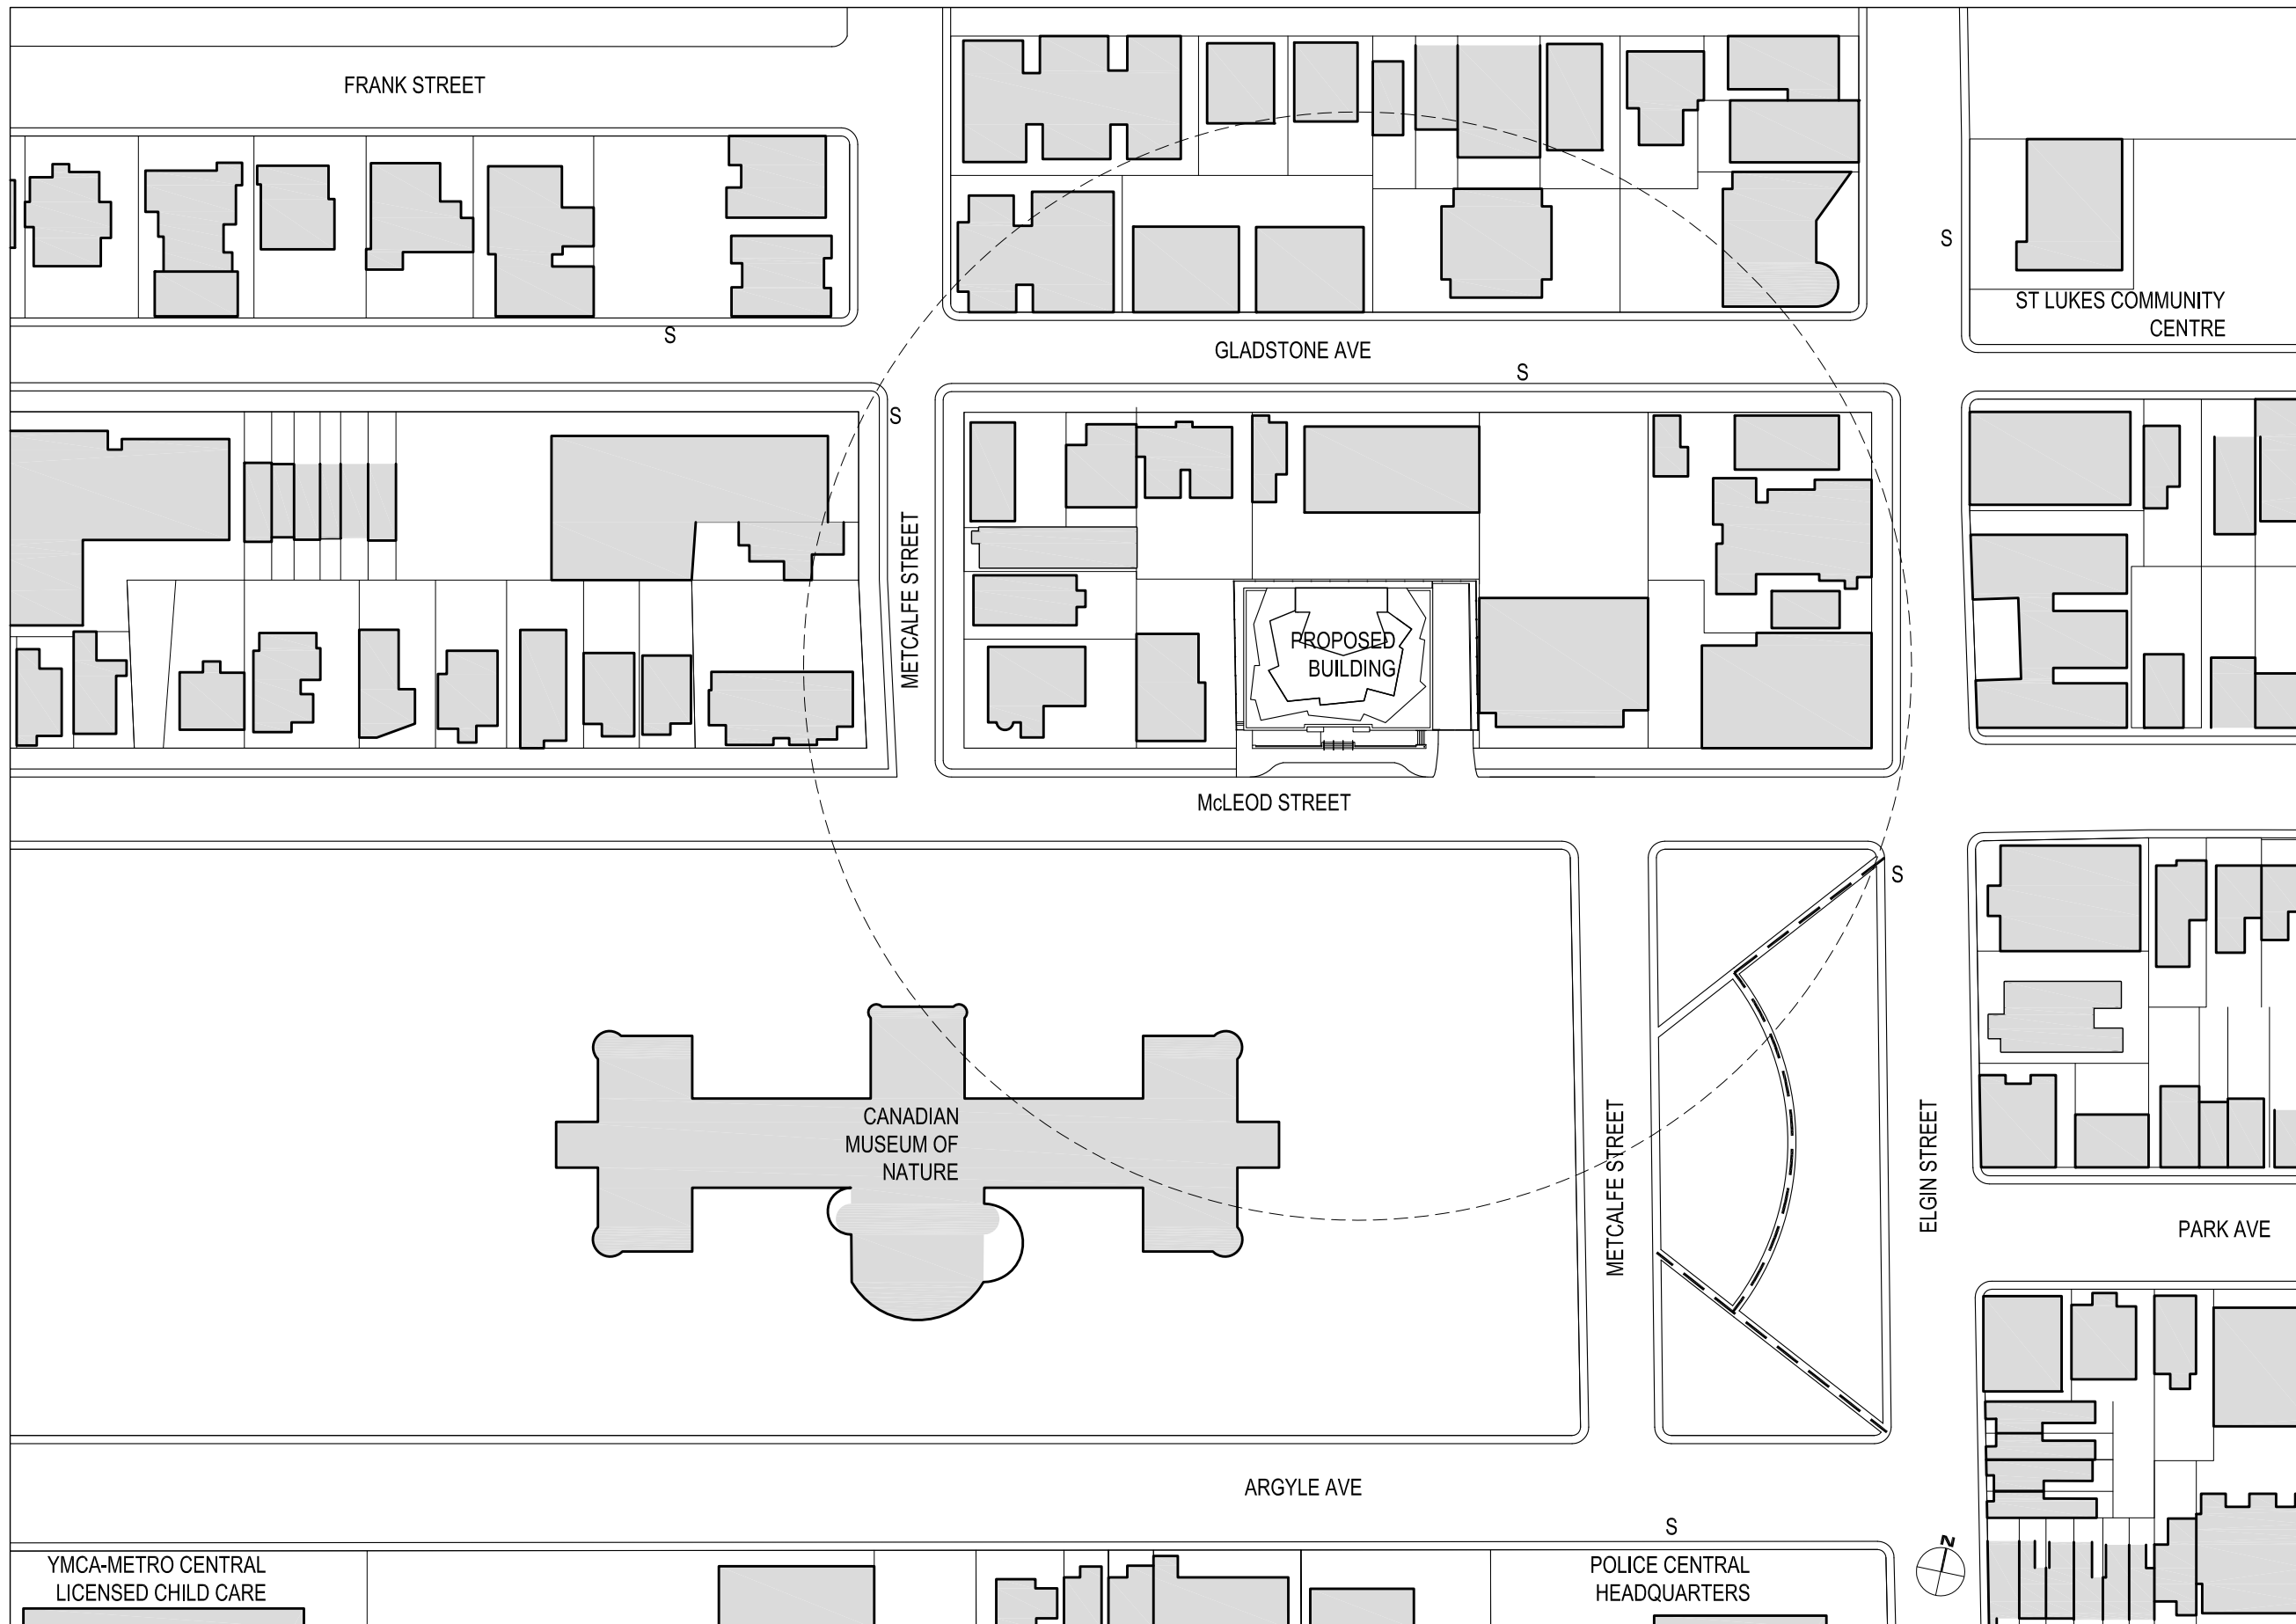 FRANK STREET
S
ST LUKES COMMUNITY
CENTRE
S
GLADSTONE AVE
S
S
METCALFE STREET
PROPOSED
BUILDING
McLEOD STREET
S
CANADIAN
MUSEUM OF
NATURE
METCALFE STREET
ELGIN STREET
PARK AVE
ARGYLE AVE
S
N
YMCA-METRO CENTRAL
LICENSED CHILD CARE
POLICE CENTRAL
HEADQUARTERS